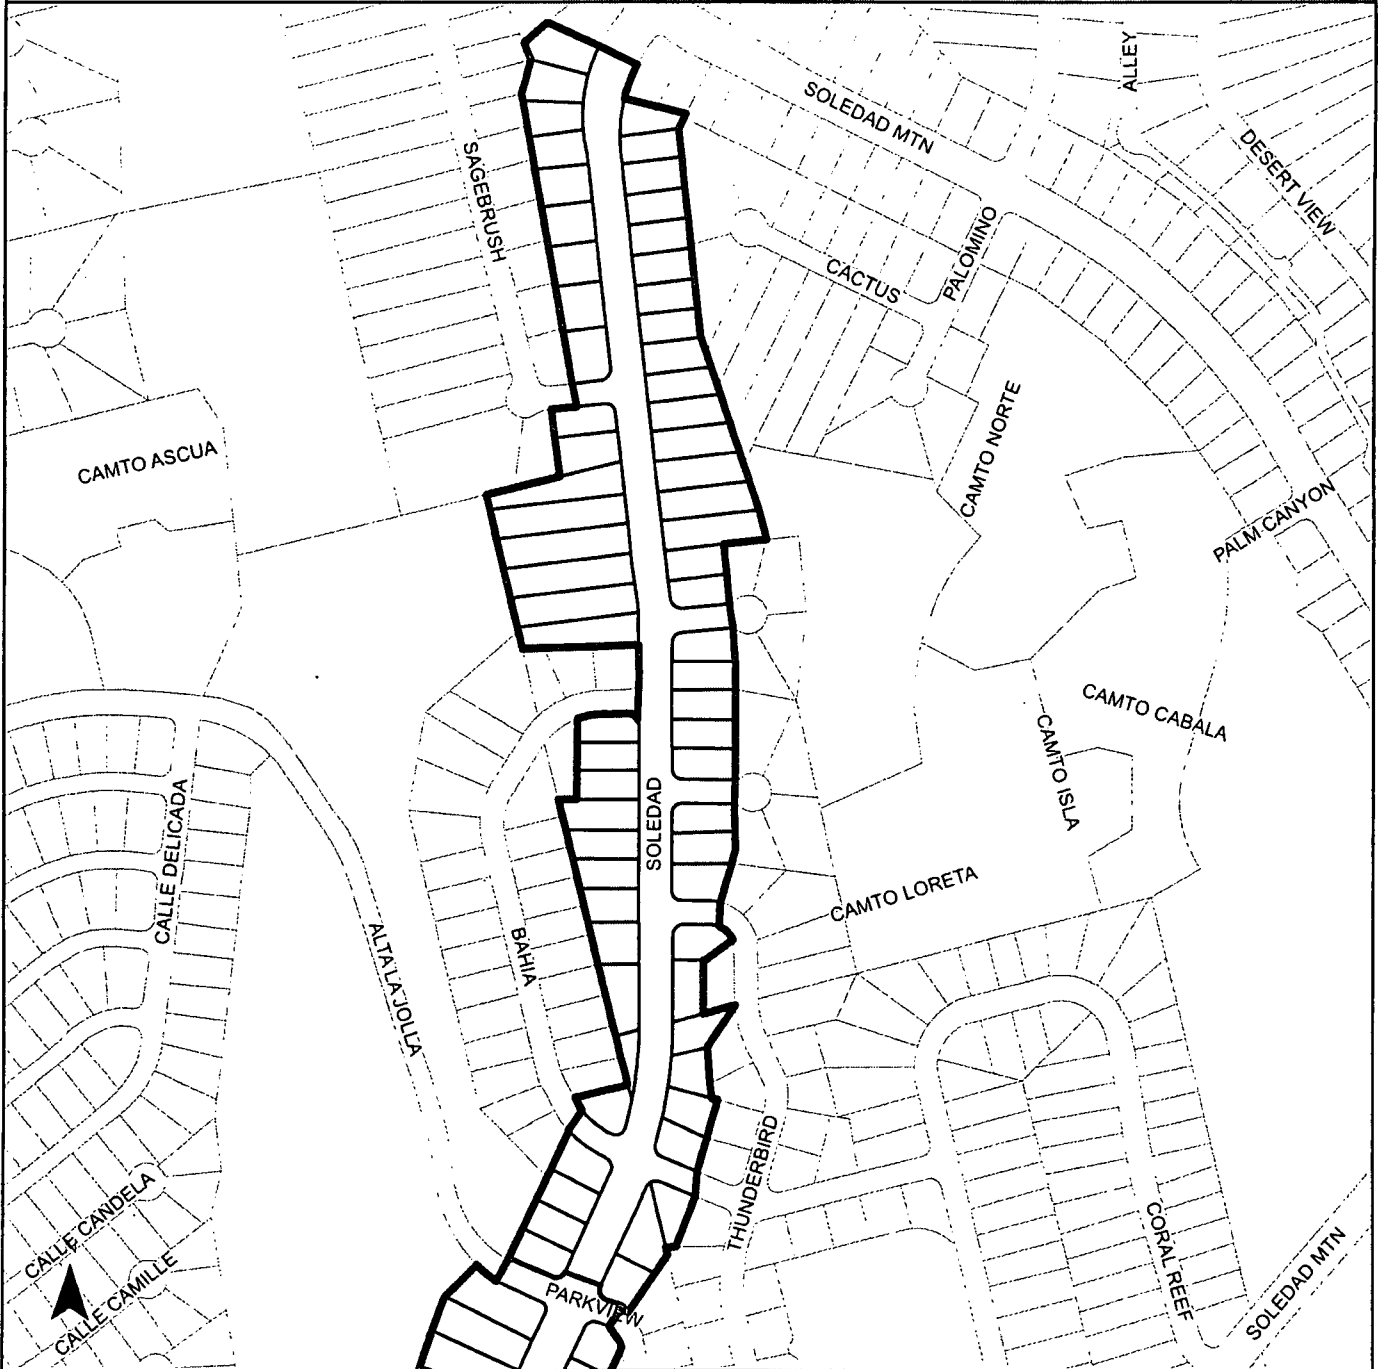 ALLEY
SOLEDAD MTN
DESERT VIEW
SAGEBRUSH
PALOMINO
CACTUS
CAMTO NORTE
CAMTO ASCUA
PALM CANYON
CAMTO CABALA
CAMTO ISLA
SOLEDAD
CALLE DELICADA
CAMTO LORETA
BAHIA
ALTA LA JOLLA
THUNDERBIRD
CALLE CANDELA
CORAL REEF
SOLEDAD MTN
CALLE CAMILLE
PARKVIEW